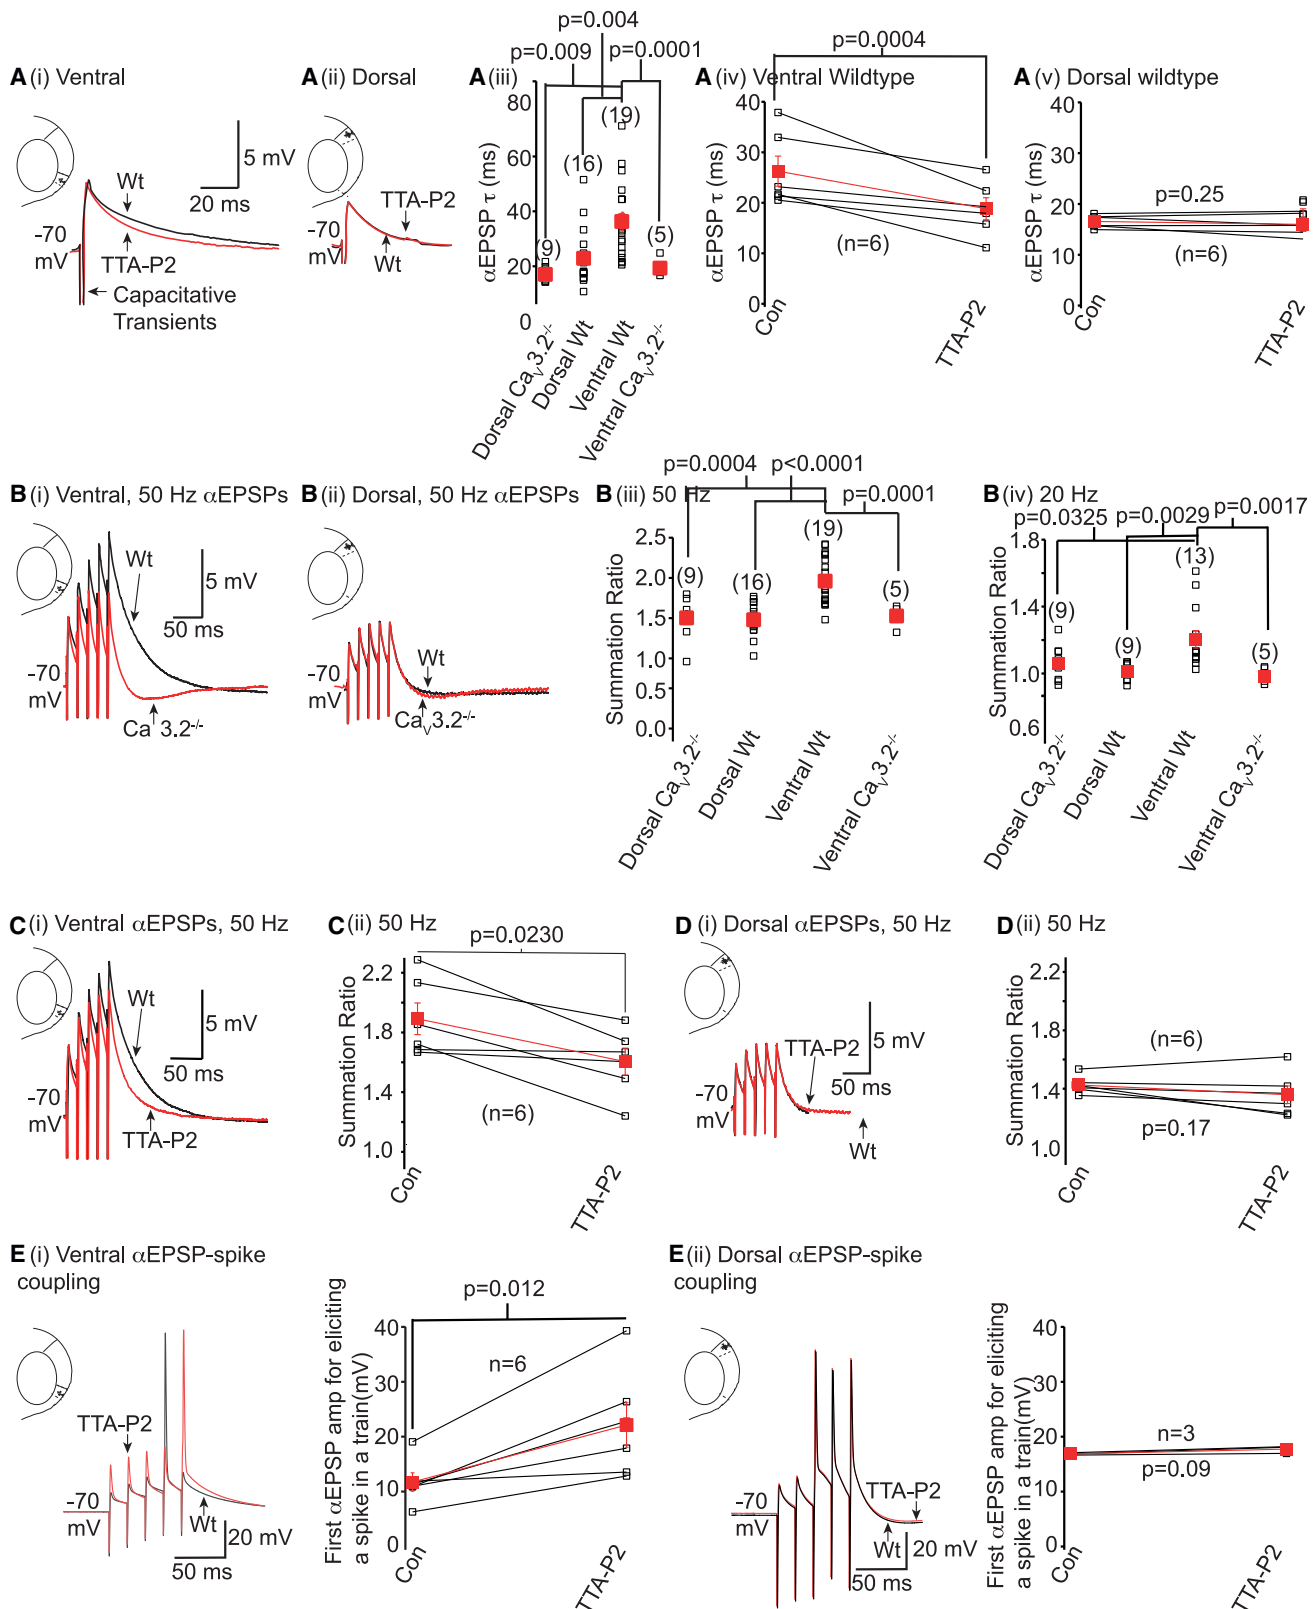 A (i) Ventral
5 mV
20 ms
Wt
-70
mV
TTA-P2
Capacitative
Transients
A (ii) Dorsal
TTA-P2
-70
mV
Wt
A (iii)
p=0.004
p=0.009
p=0.0001
αEPSP τ (ms)
80
60
40
20
0
(9)
(16)
(19)
(5)
Dorsal CaV3.2-/-
Dorsal Wt
Ventral Wt
Ventral CaV3.2-/-
A (iv) Ventral Wildtype
p=0.0004
αEPSP τ (ms)
40
30
20
10
0
(n=6)
Con
TTA-P2
A (v) Dorsal wildtype
αEPSP τ (ms)
40
30
20
10
0
p=0.25
(n=6)
Con
TTA-P2
B (i) Ventral, 50 Hz αEPSPs
Wt
5 mV
50 ms
-70
mV
Ca 3.2-/-
B (ii) Dorsal, 50 Hz αEPSPs
-70
mV
Wt
CaV3.2-/-
B (iii) 50 Hz
p=0.0004
p<0.0001
p=0.0001
Summation Ratio
2.5
2.0
1.5
1.0
0.5
0.0
(9)
(16)
(19)
(5)
Dorsal CaV3.2-/-
Dorsal Wt
Ventral Wt
Ventral CaV3.2-/-
B (iv) 20 Hz
p=0.0325
p=0.0029
p=0.0017
Summation Ratio
1.8
1.4
1.0
0.6
(9)
(9)
(13)
(5)
Dorsal CaV3.2-/-
Dorsal Wt
Ventral Wt
Ventral CaV3.2-/-
C (i) Ventral αEPSPs, 50 Hz
Wt
5 mV
50 ms
-70
mV
TTA-P2
C (ii) 50 Hz
p=0.0230
Summation Ratio
2.2
1.8
1.4
1.0
(n=6)
Con
TTA-P2
D (i) Dorsal αEPSPs, 50 Hz
TTA-P2
5 mV
50 ms
-70
mV
Wt
D (ii) 50 Hz
Summation Ratio
2.2
1.8
1.4
1.0
(n=6)
p=0.17
Con
TTA-P2
E (i) Ventral αEPSP-spike
coupling
TTA-P2
-70
mV
Wt
20 mV
50 ms
First αEPSP amp for eliciting
a spike in a train(mV)
p=0.012
40
30
20
10
0
n=6
Con
TTA-P2
E (ii) Dorsal αEPSP-spike
coupling
-70
mV
TTA-P2
Wt
20 mV
50 ms
First αEPSP amp for eliciting
a spike in a train(mV)
40
30
20
10
0
n=3
p=0.09
Con
TTA-P2